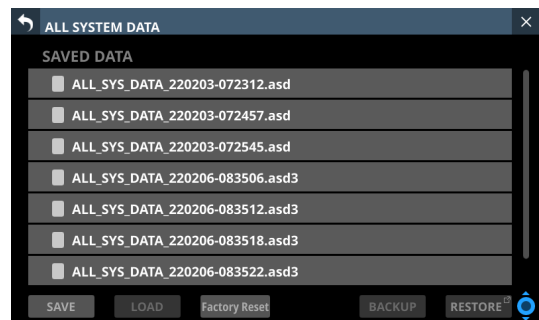 ALL SYSTEM DATA
SAVED DATA
ALL_SYS_DATA_220203-072312.asd
ALL_SYS_DATA_220203-072457.asd
ALL_SYS_DATA_220203-072545.asd
ALL_SYS_DATA_220206-083506.asd3
ALL_SYS_DATA_220206-083512.asd3
ALL_SYS_DATA_220206-083518.asd3
ALL_SYS_DATA_220206-083522.asd3
SAVE LOAD Factory Reset BACKUP RESTORE